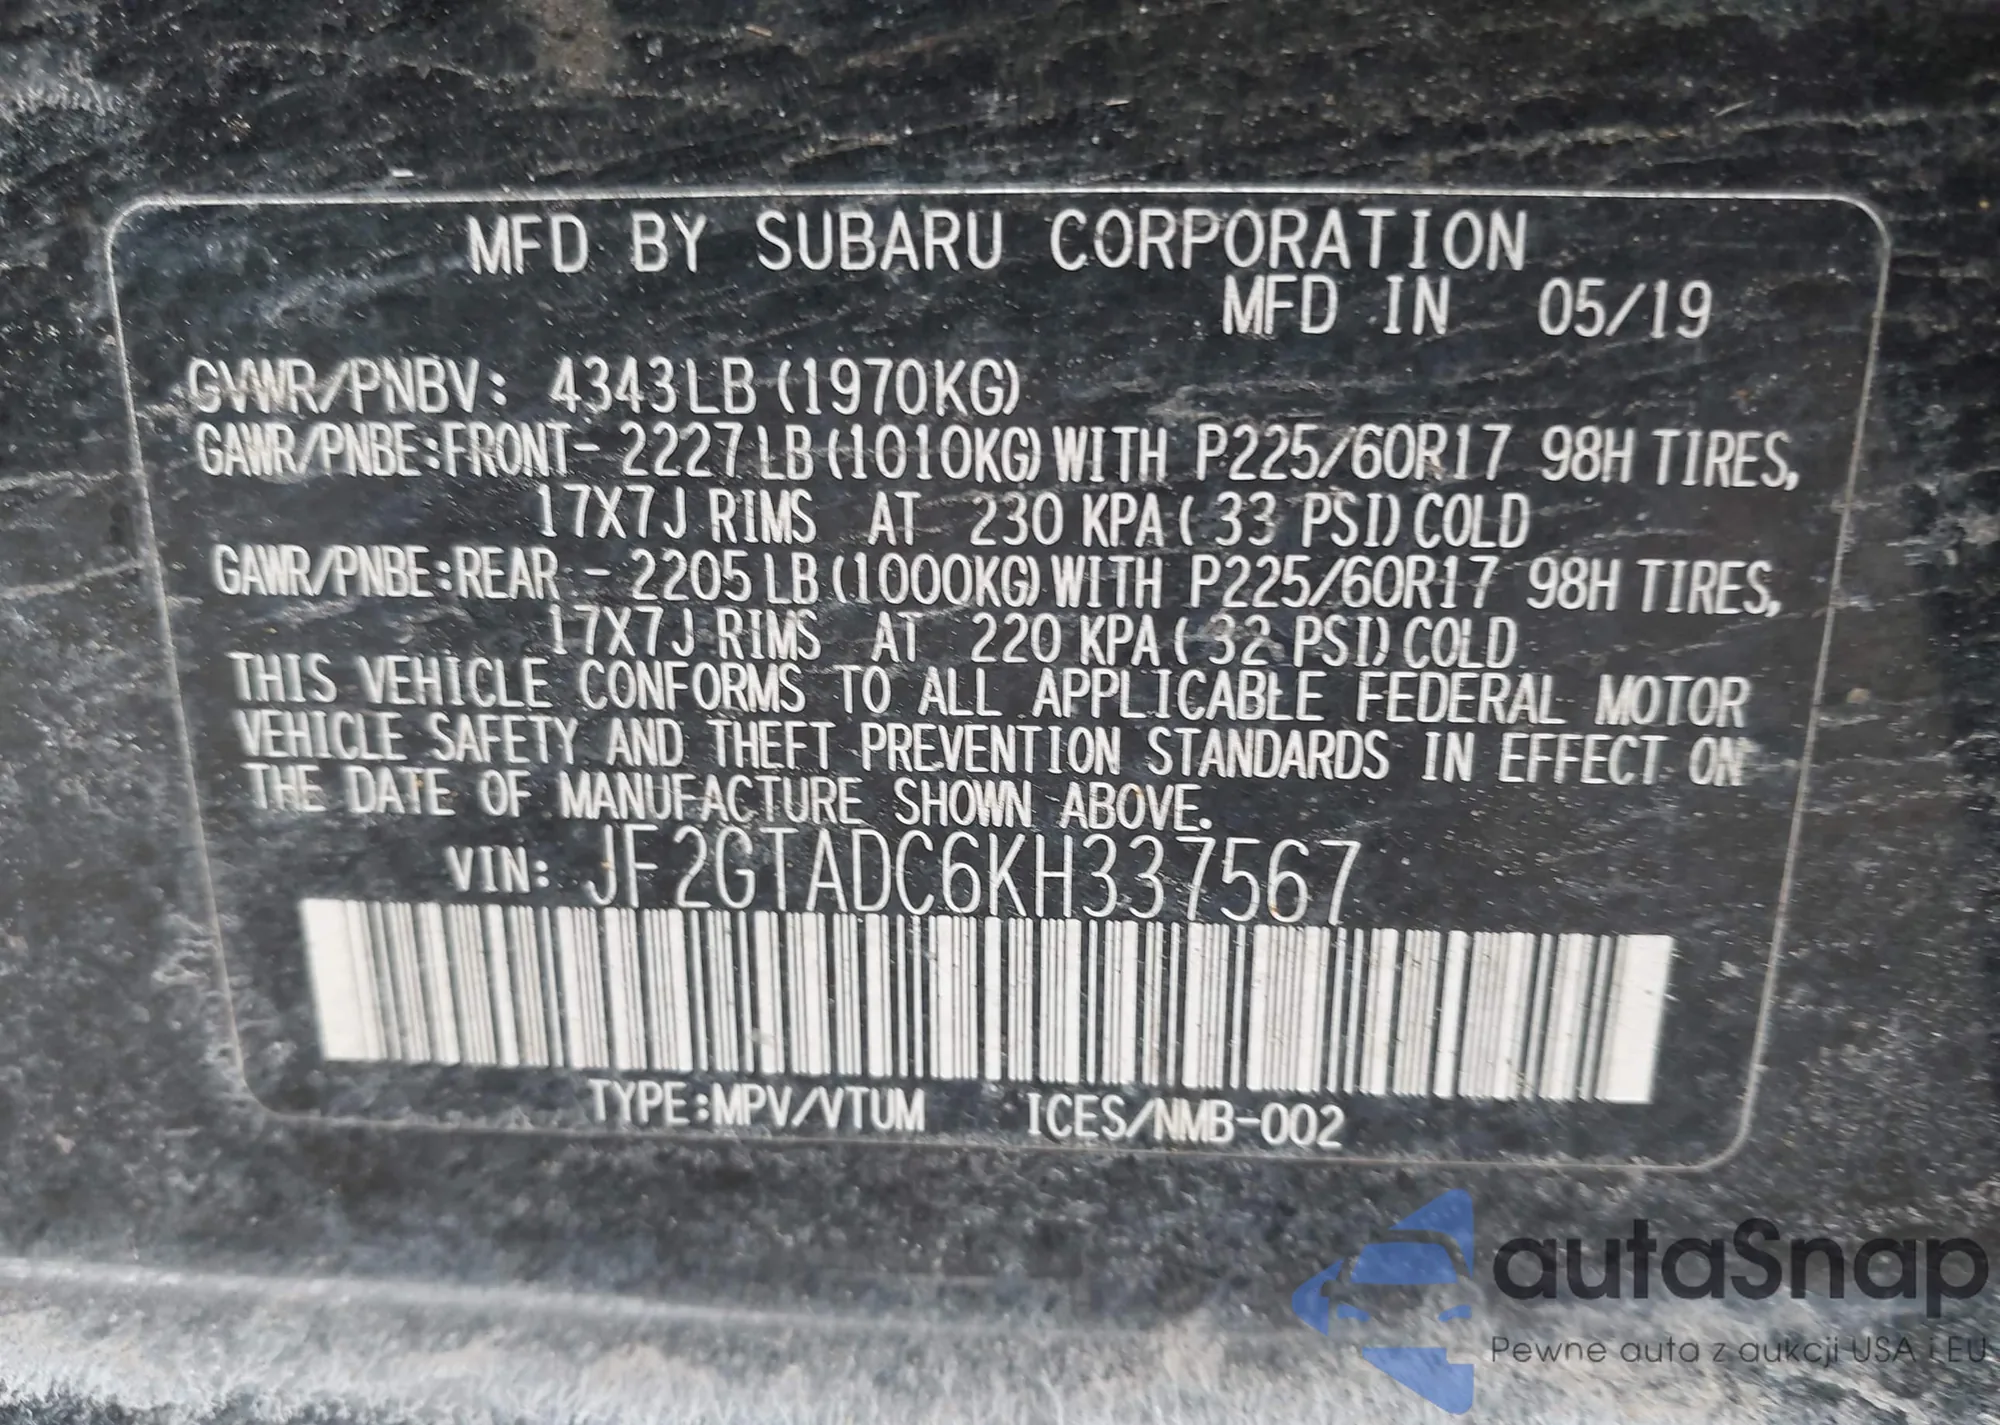 MFD BY SUBARU CORPORATION
MFD IN 05/19
GVWR/PNBV: 4343LB (1970KG)
GAWR/PNBE:FRONT- 2227LB(1010KG)WITH P225/60R17 98H TIRES,
17X7J RIMS AT 230 KPA( 33 PSI)COLD
GAWR/PNBE:REAR - 2205LB(1000KG)WITH P225/60R17 98H TIRES,
17X7J RIMS AT 220 KPA( 32 PSI)COLD
THIS VEHICLE CONFORMS TO ALL APPLICABLE FEDERAL MOTOR
VEHICLE SAFETY AND THEFT PREVENTION STANDARDS IN EFFECT ON
THE DATE OF MANUFACTURE SHOWN ABOVE.
VIN: JF2GTADC6KH337567
TYPE:MPV/VTUM ICES/NMB-002
autaSnap
Pewne auta z aukcji USA i EU